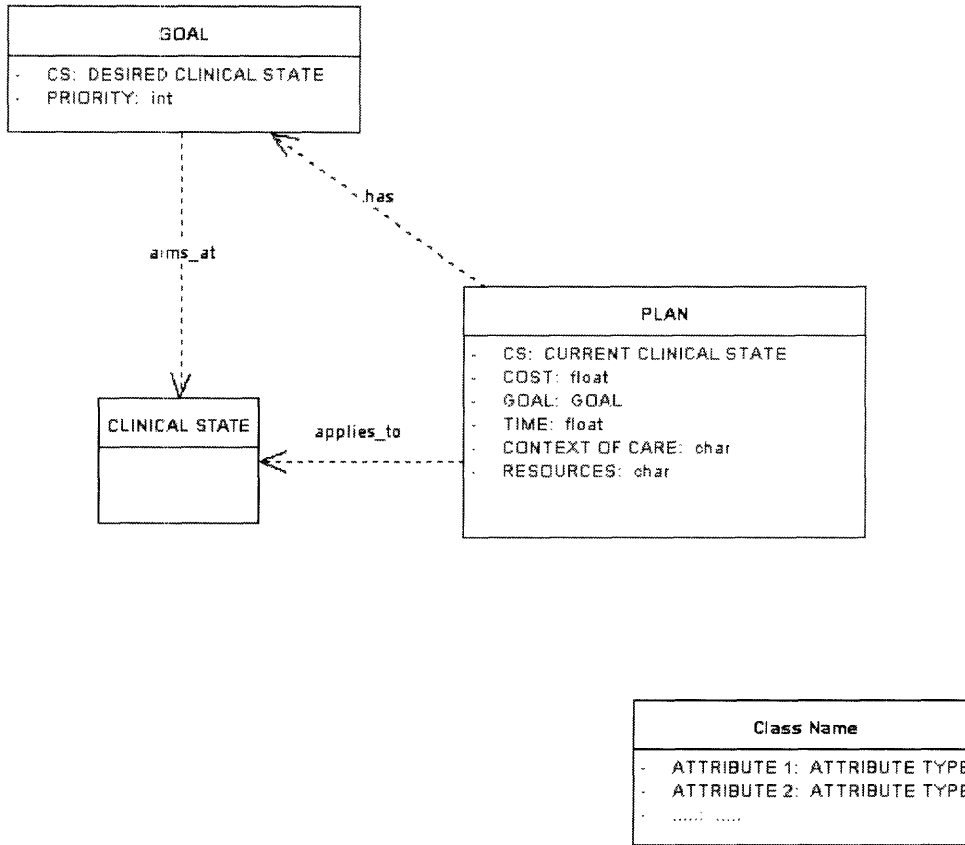 GOAL
- CS: DESIRED CLINICAL STATE
- PRIORITY: int
has
aims_at
PLAN
- CS: CURRENT CLINICAL STATE
- COST: float
- GOAL: GOAL
- TIME: float
- CONTEXT OF CARE: char
- RESOURCES: char
CLINICAL STATE
applies_to
Class Name
- ATTRIBUTE 1: ATTRIBUTE TYPE
- ATTRIBUTE 2: ATTRIBUTE TYPE
- .....: .....